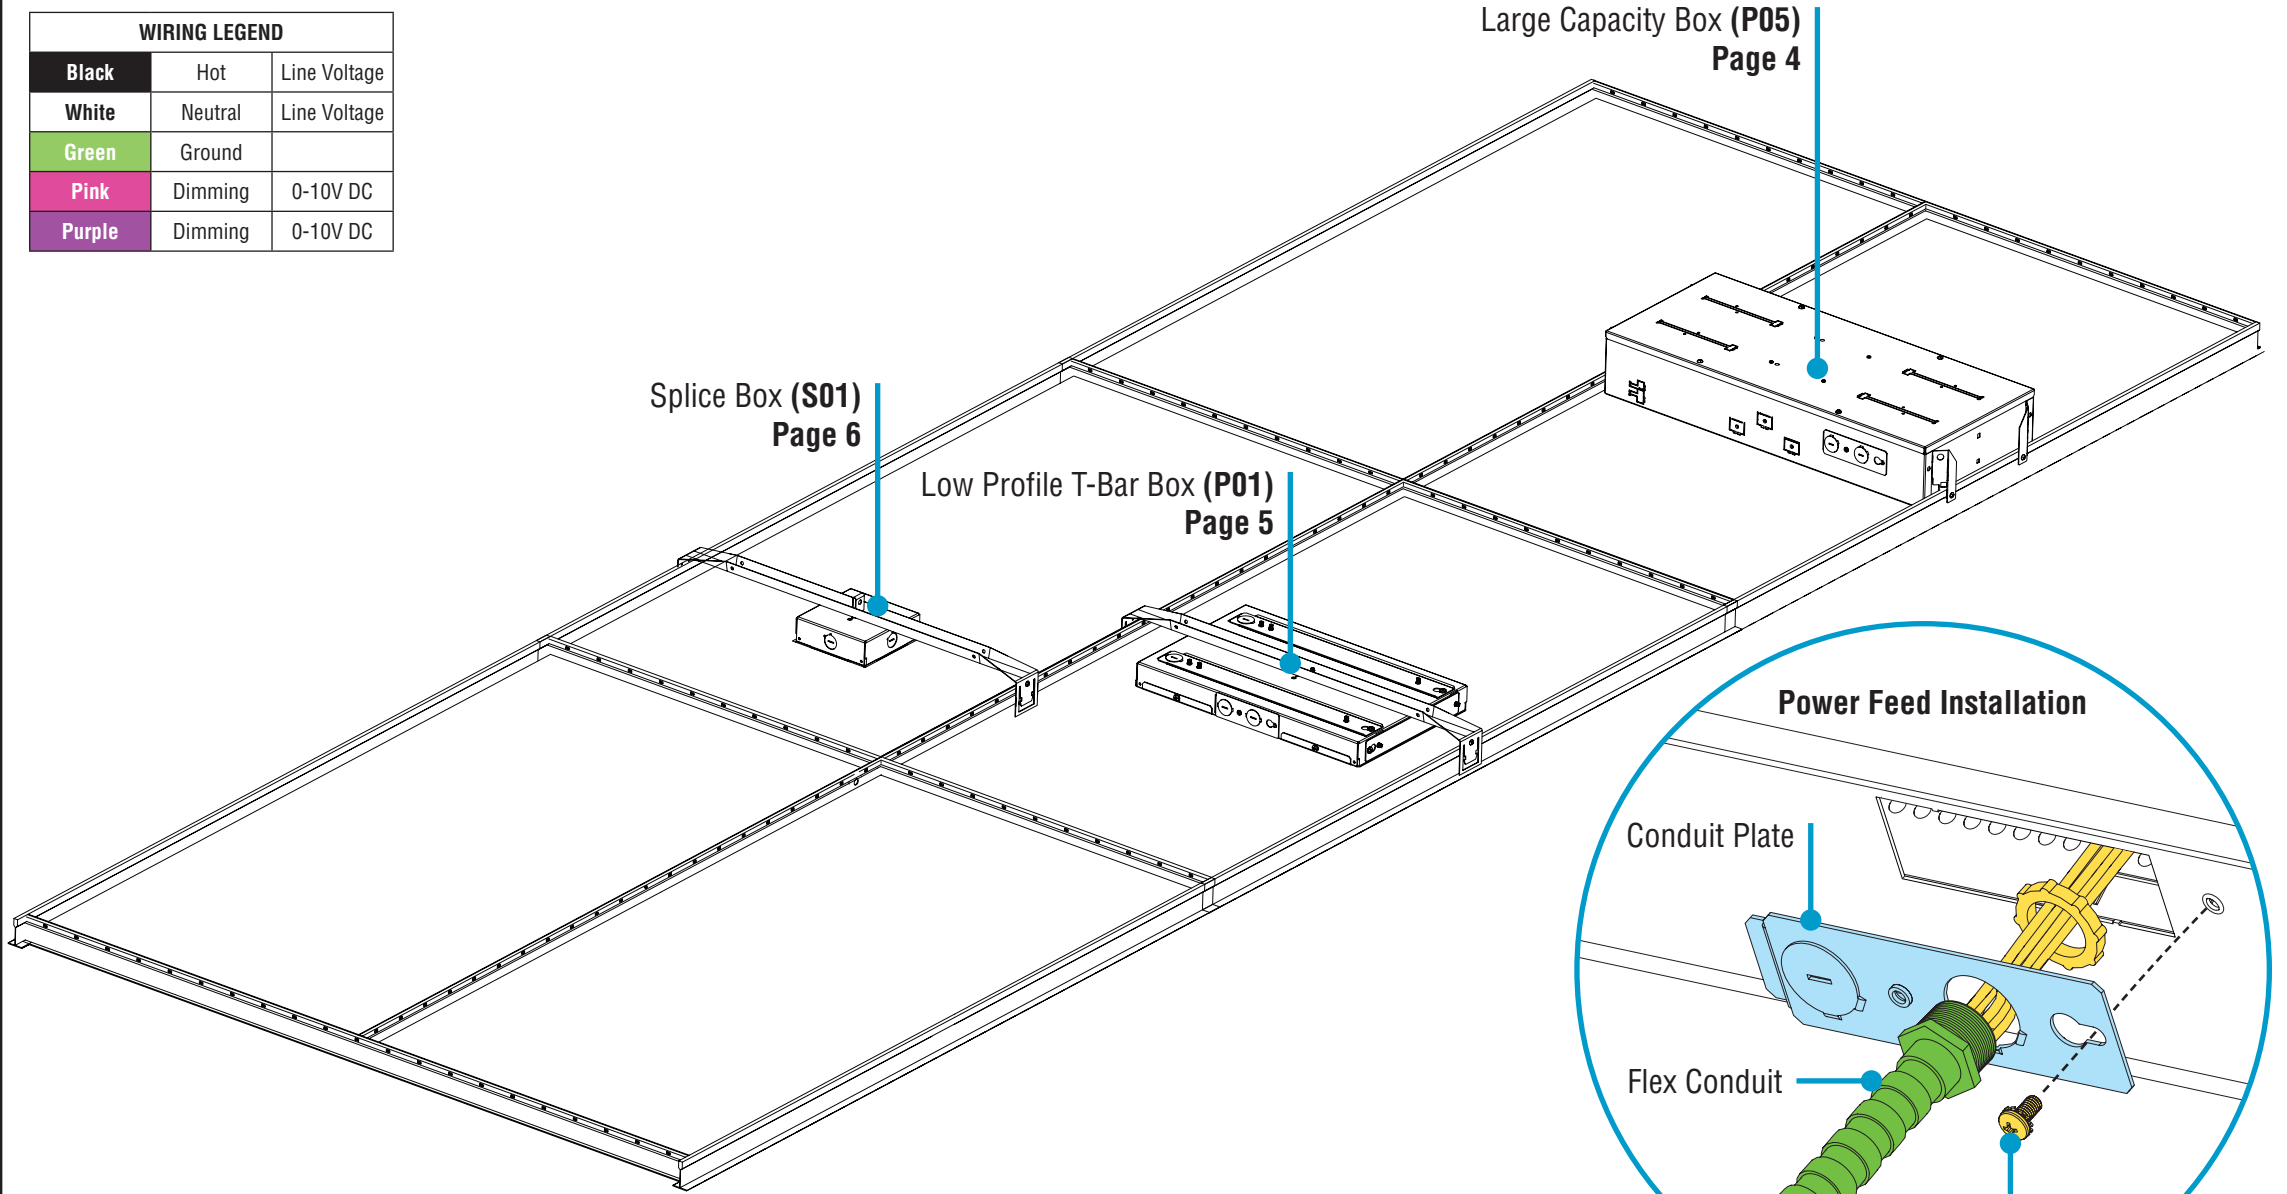 WIRING LEGEND
Black Hot Line Voltage
White Neutral Line Voltage
Green Ground
Pink Dimming 0-10V DC
Purple Dimming 0-10V DC
Large Capacity Box (P05)
Page 4
Splice Box (S01)
Page 6
Low Profile T-Bar Box (P01)
Page 5
Power Feed Installation
Conduit Plate
Flex Conduit